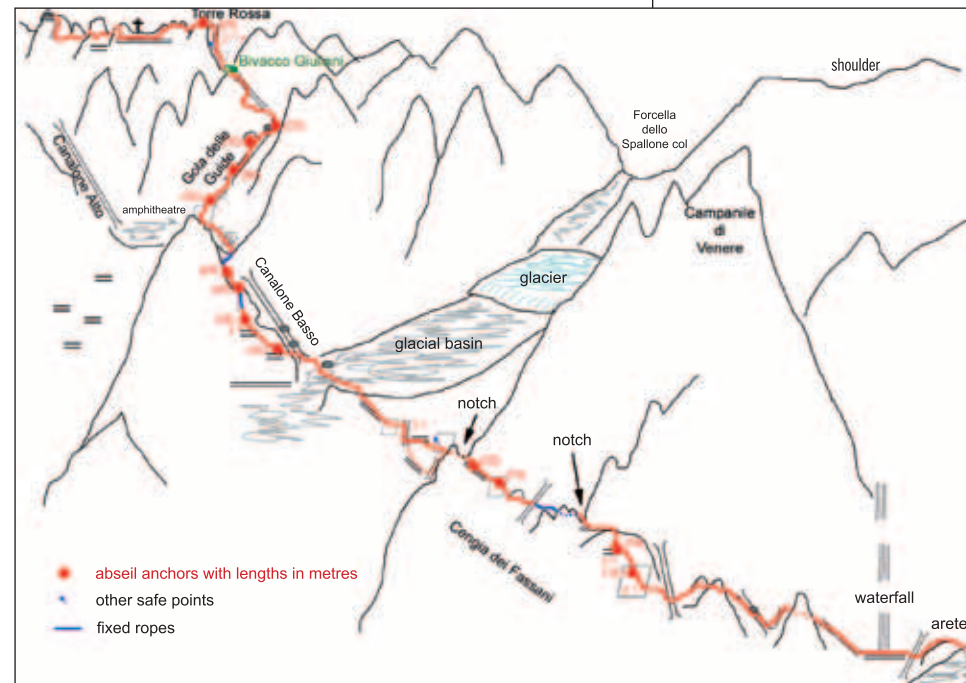 Torre Rossa
Bivacco Giuliani
shoulder
Forcella
dello
Spallone col
Gola delle
Guide
Canalone Alto
amphitheatre
Campanile
di
Venere
Canalone Basso
glacier
glacial basin
notch
notch
Cengia dei Fassani
abseil anchors with lengths in metres
other safe points
fixed ropes
waterfall
arete